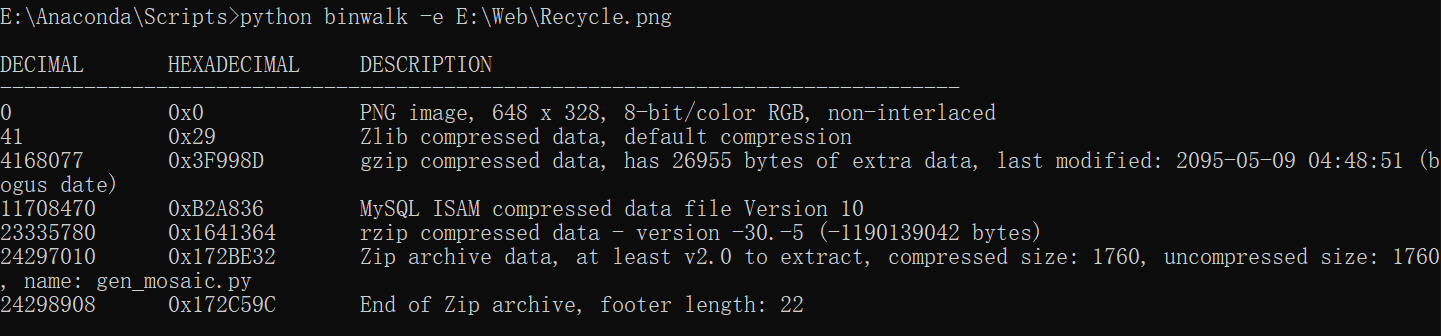 E:\Anaconda\Scripts>python binwalk -e E:\Web\Recycle.png
DECIMAL       HEXADECIMAL     DESCRIPTION
--------------------------------------------------------------------------------
0             0x0             PNG image, 648 x 328, 8-bit/color RGB, non-interlaced
41            0x29            Zlib compressed data, default compression
4168077       0x3F998D        gzip compressed data, has 26955 bytes of extra data, last modified: 2095-05-09 04:48:51 (b
ogus date)
11708470      0xB2A836        MySQL ISAM compressed data file Version 10
23335780      0x1641364       rzip compressed data - version -30.-5 (-1190139042 bytes)
24297010      0x172BE32       Zip archive data, at least v2.0 to extract, compressed size: 1760, uncompressed size: 1760
, name: gen_mosaic.py
24298908      0x172C59C       End of Zip archive, footer length: 22